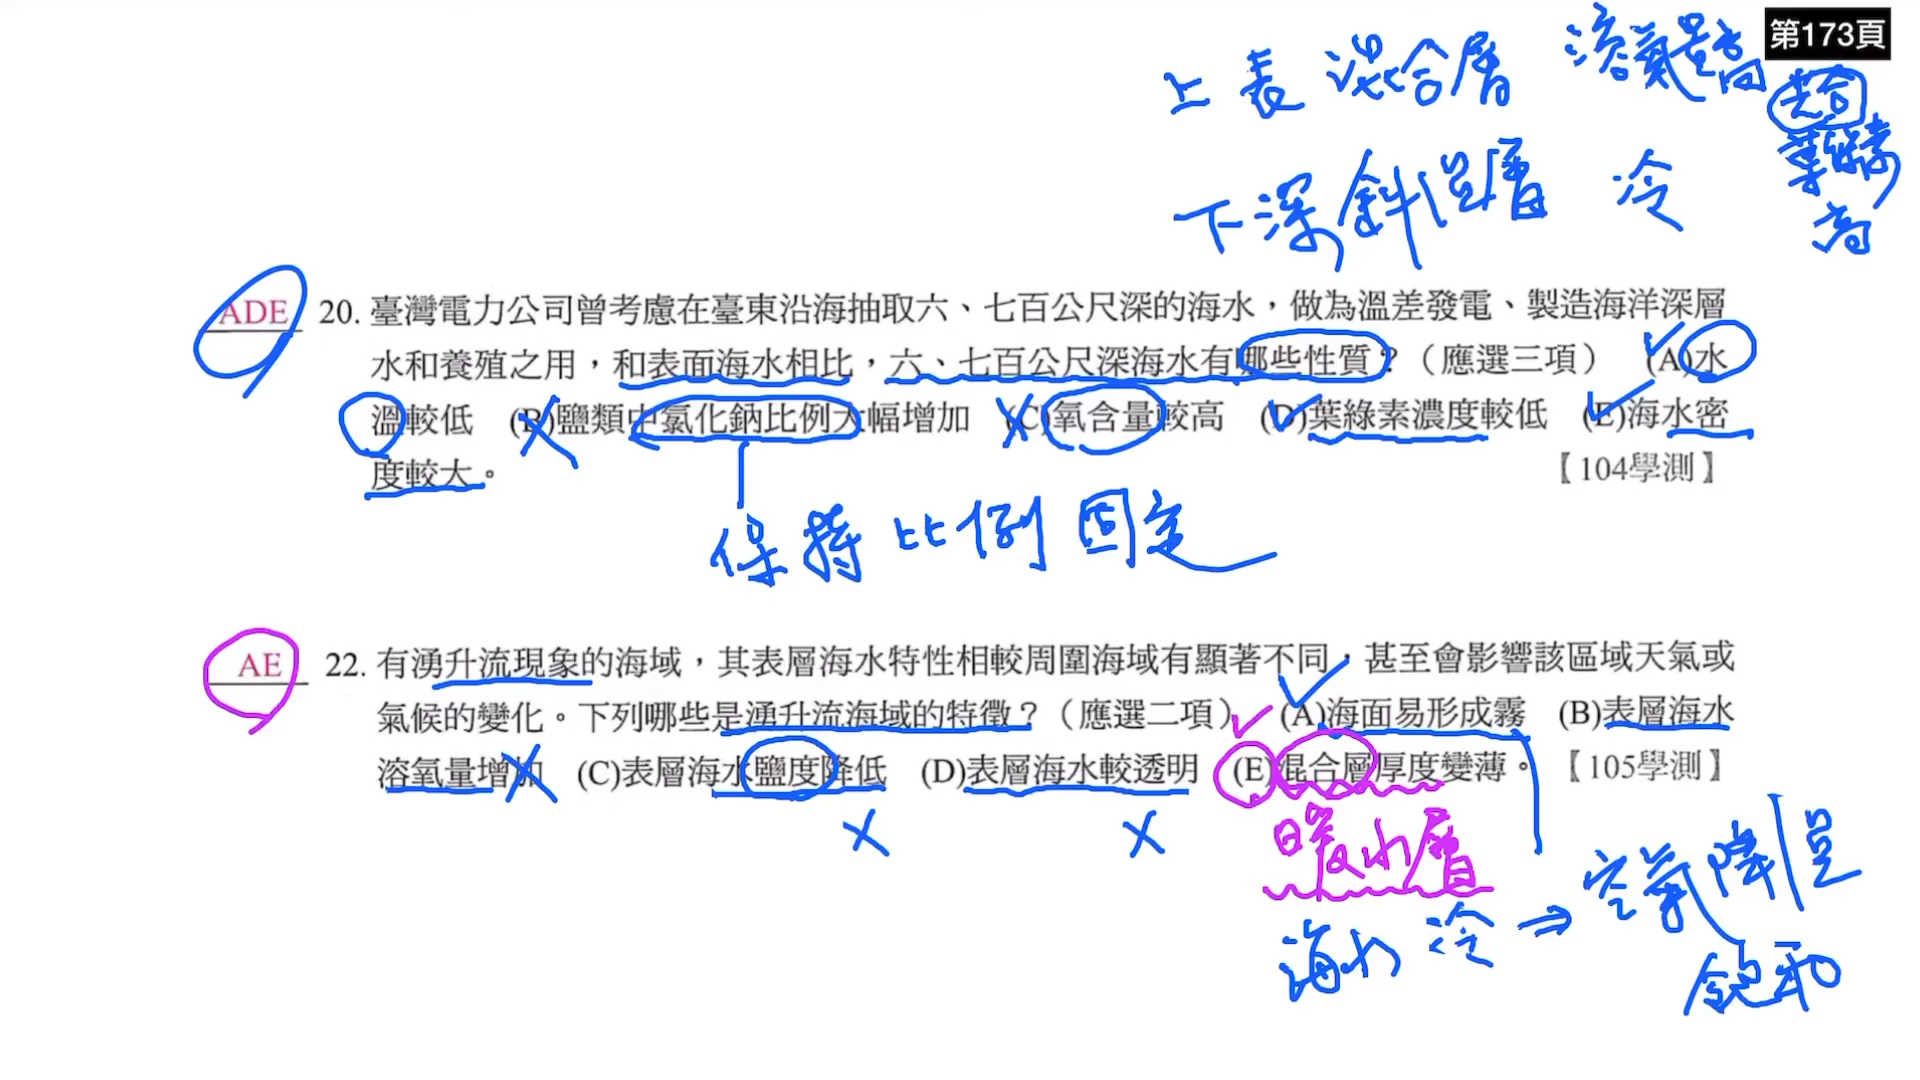 第173頁
上 表 混合層 溶氧量高
光合
葉綠素
高
下深 斜溫層 冷
ADE 20. 臺灣電力公司曾考慮在臺東沿海抽取六、七百公尺深的海水，做為溫差發電、製造海洋深層
水和養殖之用，和表面海水相比，六、七百公尺深海水有哪些性質？（應選三項） (A)水
溫較低 (B)鹽類中氯化鈉比例大幅增加 (C)氧含量較高 (D)葉綠素濃度較低 (E)海水密
度較大。 【104學測】
保持比例固定
AE 22. 有湧升流現象的海域，其表層海水特性相較周圍海域有顯著不同，甚至會影響該區域天氣或
氣候的變化。下列哪些是湧升流海域的特徵？（應選二項） (A)海面易形成霧 (B)表層海水
溶氧量增加 (C)表層海水鹽度降低 (D)表層海水較透明 (E)混合層厚度變薄。 【105學測】
暖水層
海水 冷 ⇒ 空氣降溫
飽和